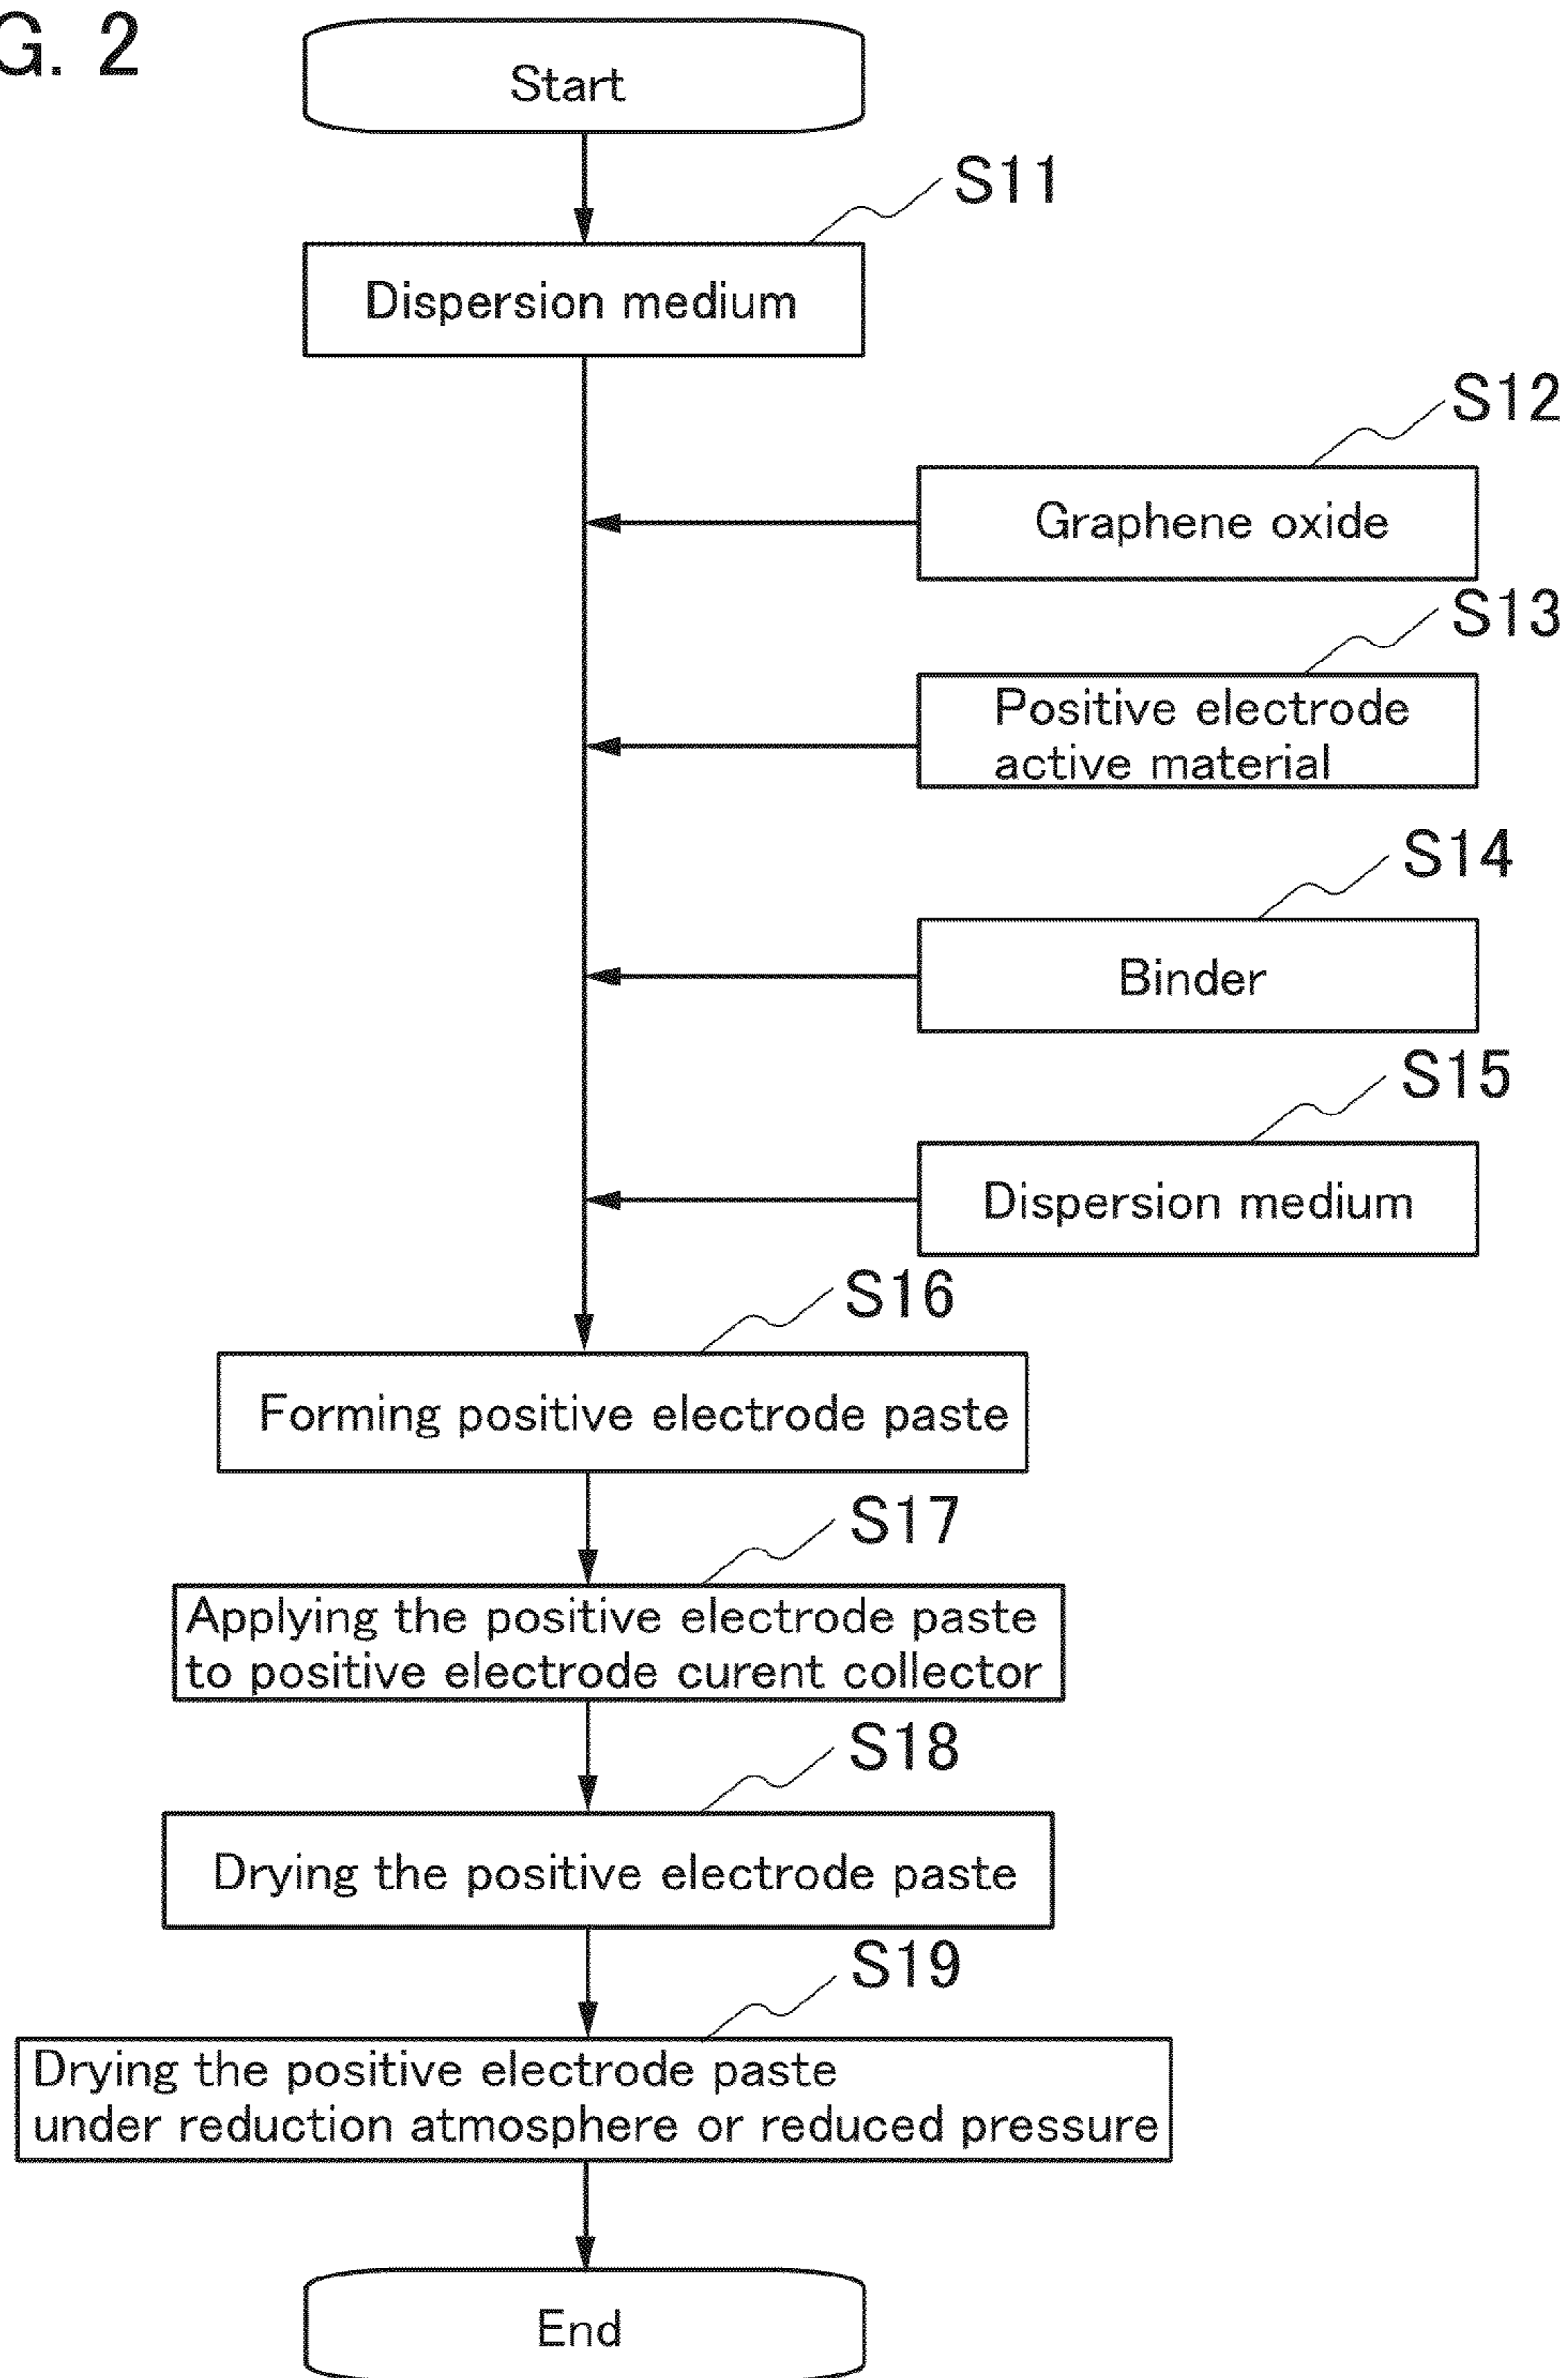 G. 2
Start
S11
Dispersion medium
S12
Graphene oxide
S13
Positive electrode
active material
S14
Binder
S15
Dispersion medium
S16
Forming positive electrode paste
S17
Applying the positive electrode paste
to positive electrode curent collector
S18
Drying the positive electrode paste
S19
Drying the positive electrode paste
under reduction atmosphere or reduced pressure
End